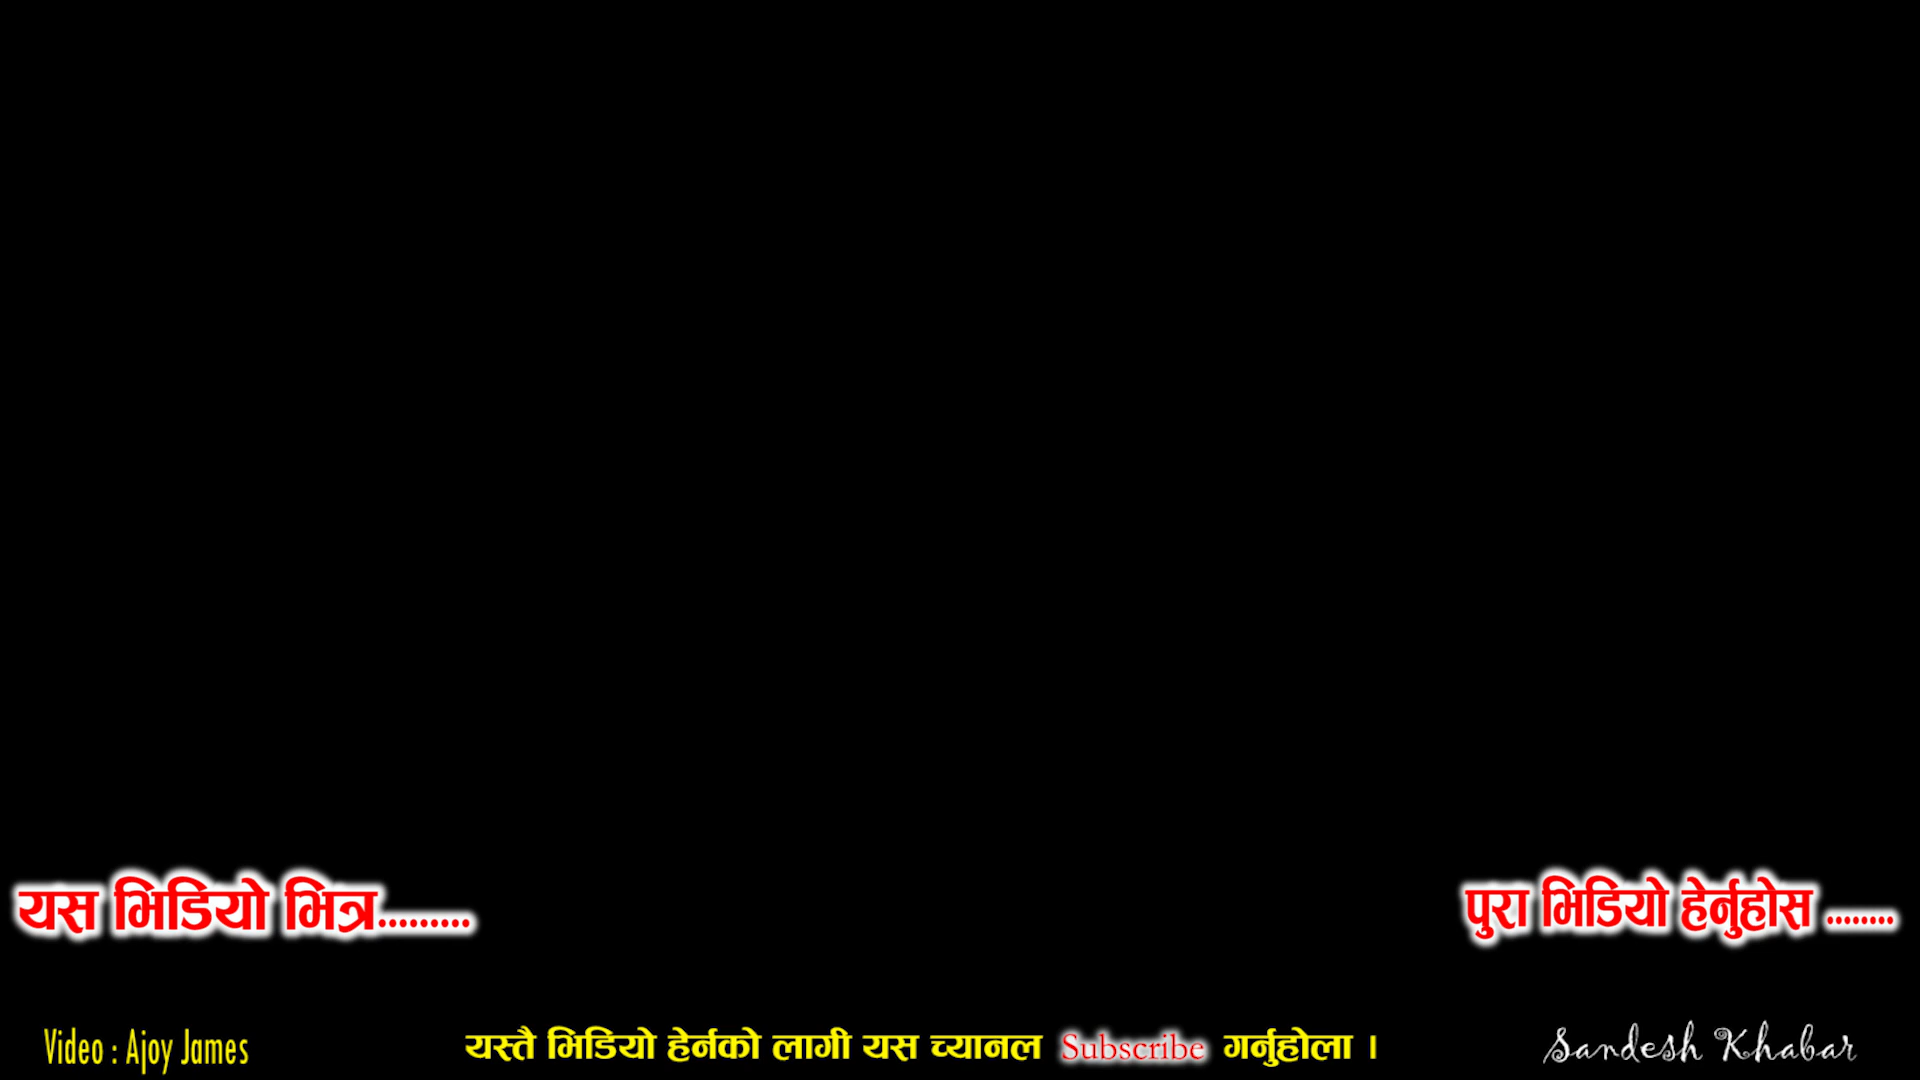 यस भिडियो भित्र.........
पुरा भिडियो हेर्नुहोस ........
Video : Ajoy James
यस्तै भिडियो हेर्नको लागी यस च्यानल Subscribe गर्नुहोला ।
Sandesh Khabar